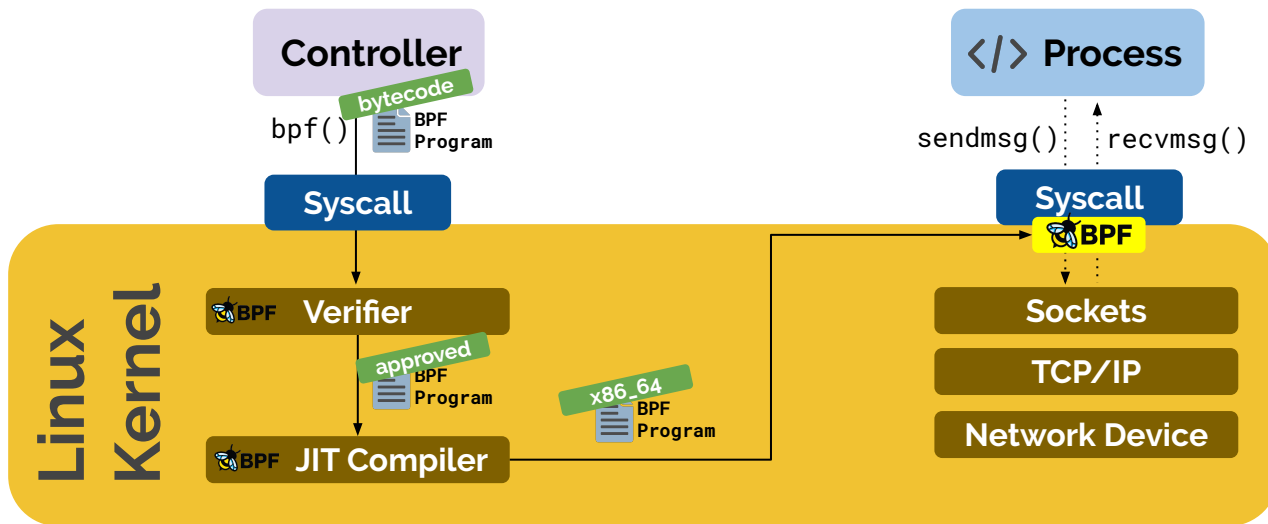 Controller
bytecode
bpf()
BPF
Program
Syscall
Linux
Kernel
BPF Verifier
approved
BPF
Program
BPF JIT Compiler
x86_64
BPF
Program
</> Process
sendmsg()
recvmsg()
Syscall
BPF
Sockets
TCP/IP
Network Device